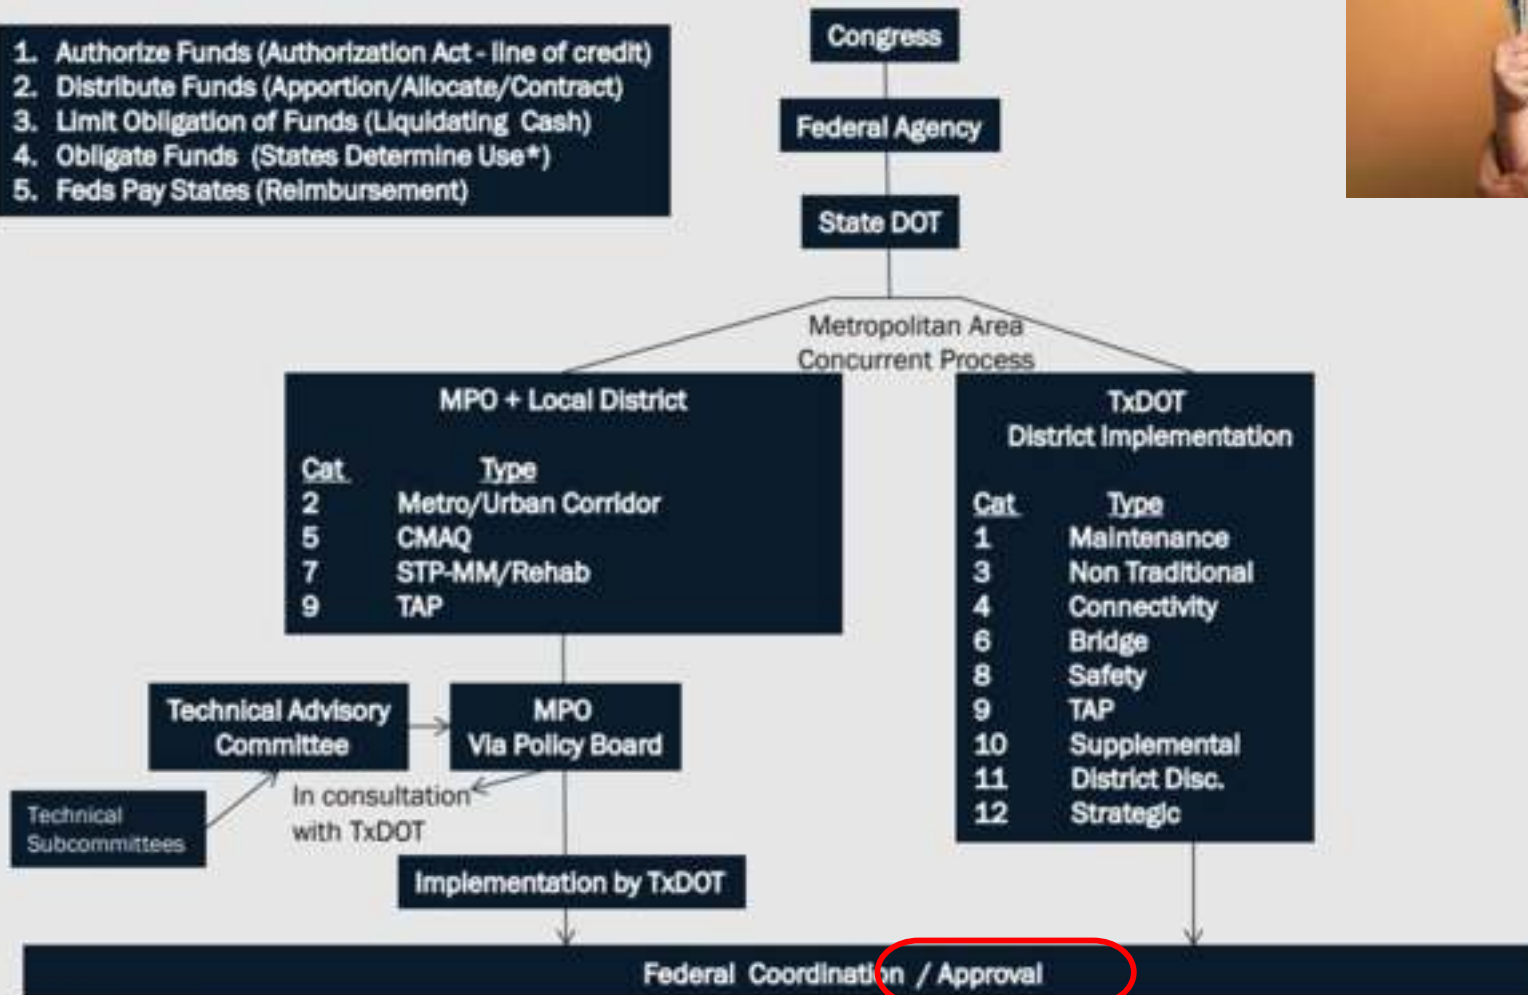 1. Authorize Funds (Authorization Act - line of credit)
2. Distribute Funds (Apportion/Allocate/Contract)
3. Limit Obligation of Funds (Liquidating Cash)
4. Obligate Funds (States Determine Use*)
5. Feds Pay States (Reimbursement)
Congress
Federal Agency
State DOT
Metropolitan Area
Concurrent Process
MPO + Local District
Cat Type
2 Metro/Urban Corridor
5 CMAQ
7 STP-MM/Rehab
9 TAP
TxDOT
District Implementation
Cat Type
1 Maintenance
3 Non Traditional
4 Connectivity
6 Bridge
8 Safety
9 TAP
10 Supplemental
11 District Disc.
12 Strategic
Technical Advisory
Committee
MPO
Via Policy Board
Technical
Subcommittees
In consultation
with TxDOT
Implementation by TxDOT
Federal Coordination / Approval